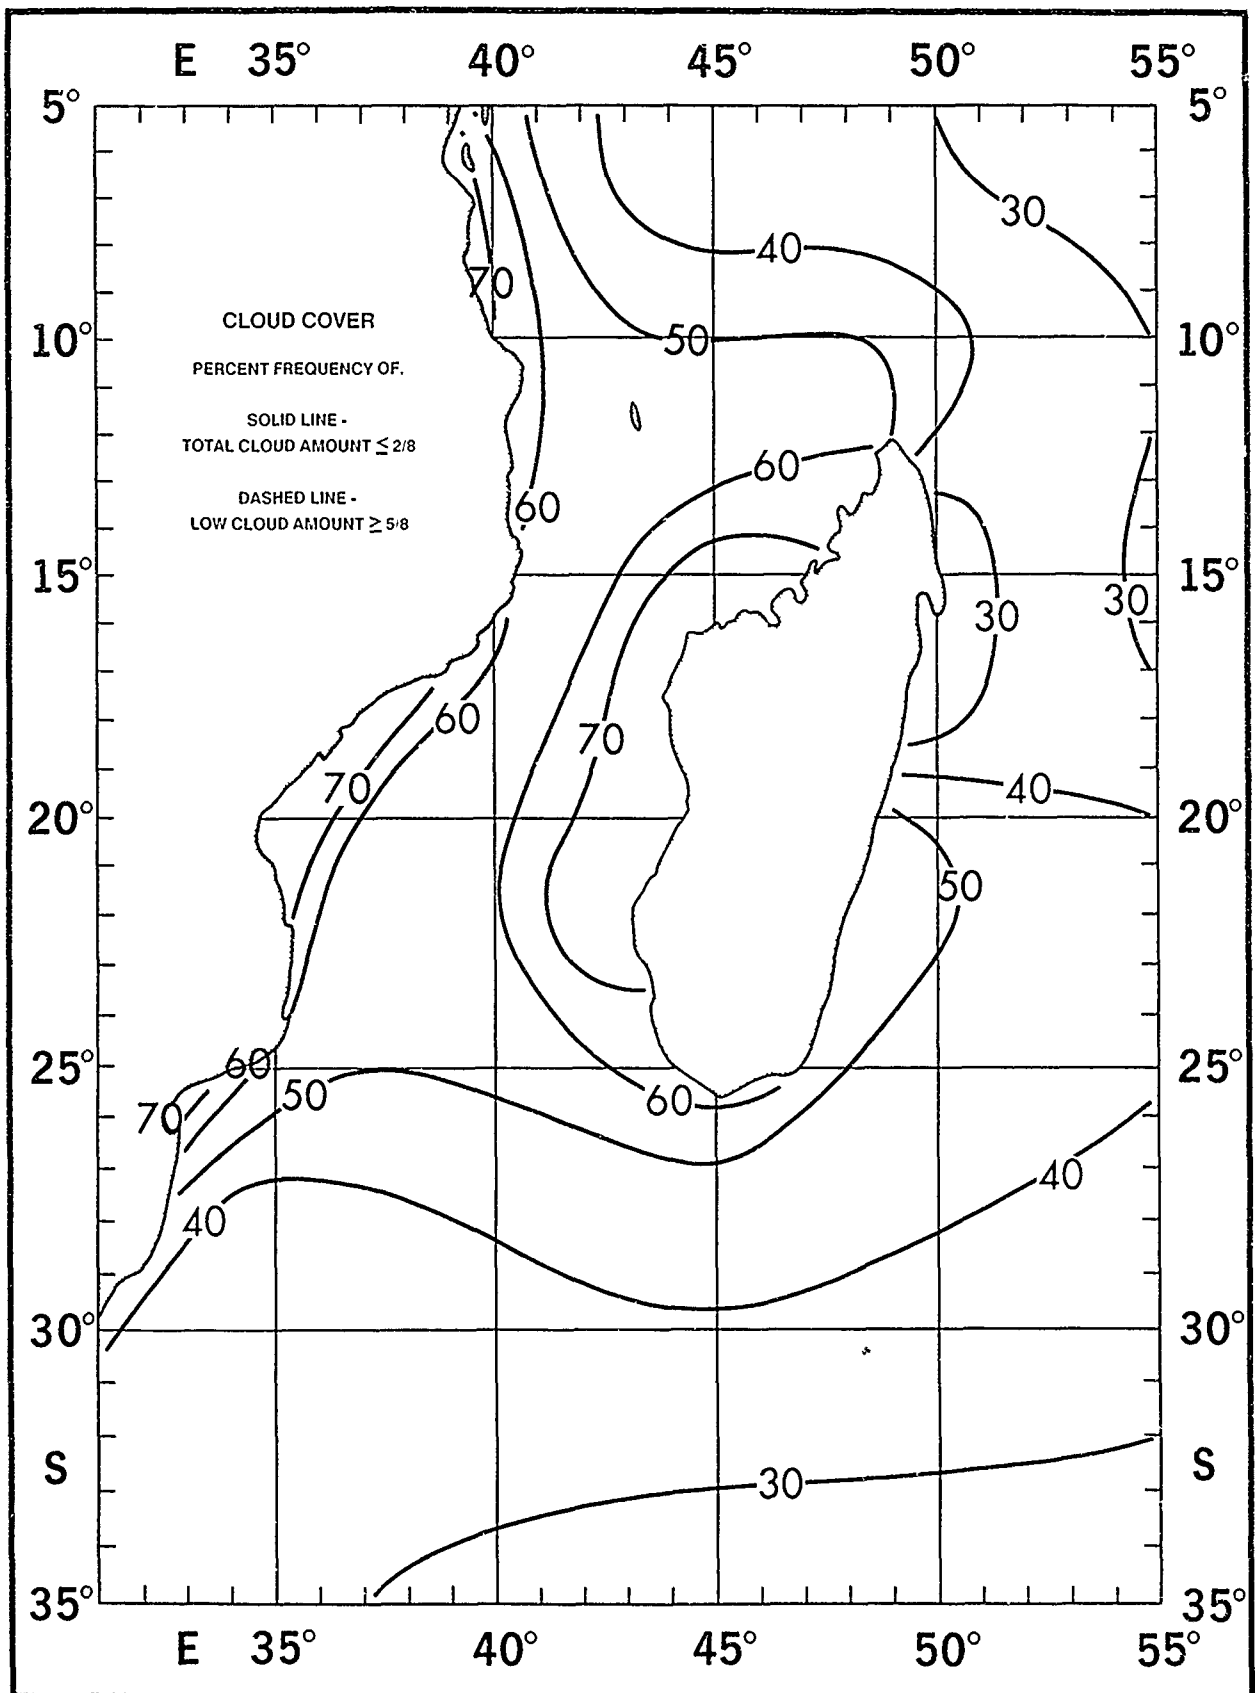 E 35° 40° 45° 50° 55°
5° 5°
30
40
70
CLOUD COVER
10° 50 10°
PERCENT FREQUENCY OF.
SOLID LINE -
TOTAL CLOUD AMOUNT ≤ 2/8
60
DASHED LINE -
60
LOW CLOUD AMOUNT ≥ 5/8
15° 15°
30 30
60
70
70 40
20° 20°
50
60
25° 25°
50 60
70
40
40
30° 30°
S S
30
35° 35°
E 35° 40° 45° 50° 55°